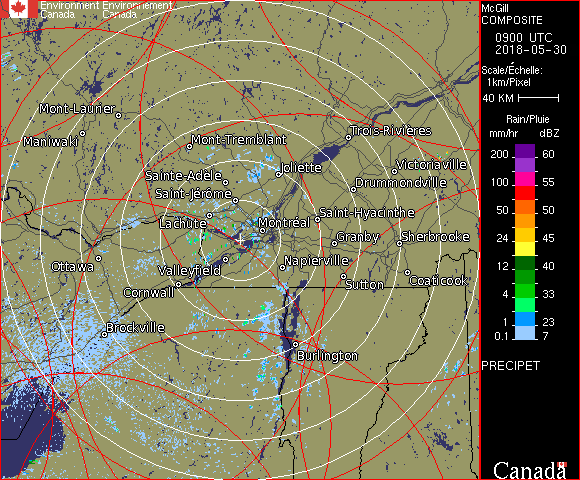 Environment Environnement
Canada Canada
McGill
COMPOSITE
0900 UTC
2018-05-30
Scale/Échelle:
1km/Pixel
40 KM
Rain/Pluie
mm/hr dBZ
200 60
100 55
50 50
24 45
12 40
4 33
1 23
0.1 7
PRECIPET
Mont-Laurier
Maniwaki
Mont-Tremblant
Trois-Rivières
Sainte-Adèle
Joliette
Victoriaville
Saint-Jérôme
Drummondville
Lachute
Montréal
Saint-Hyacinthe
Ottawa
Valleyfield
Granby
Sherbrooke
Napierville
Cornwall
Sutton
Coaticook
Brockville
Burlington
Canada